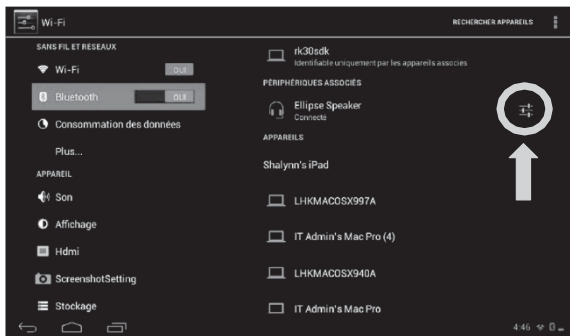 Wi-Fi
RECHERCHER APPAREILS
SANS FIL ET RESEAUX
Wi-Fi
OUI
Bluetooth
OUI
Consommation des données
Plus...
APPAREIL
Son
Affichage
Hdmi
ScreenshotSetting
Stockage
rk30sdk
Identifiable uniquement par les appareils associes
PÉRIPHÉRIQUES ASSOCIÉS
Ellipse Speaker
Connecté
APPAREILS
Shalynn's iPad
LHKMACOSX997A
IT Admin's Mac Pro (4)
LHKMACOSX940A
IT Admin's Mac Pro
4:46